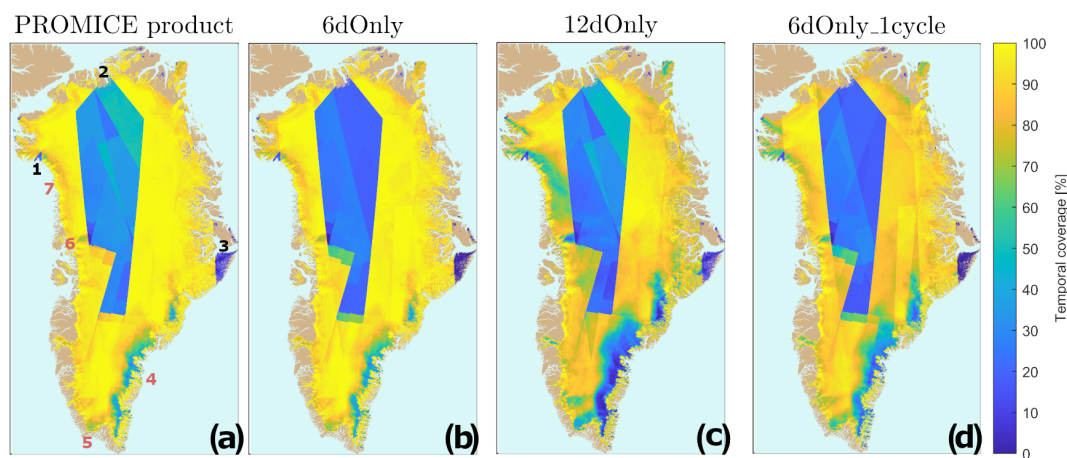 PROMICE product
6dOnly
12dOnly
6dOnly_1cycle
2
1
7
6
3
4
5
(a)
(b)
(c)
(d)
100
90
80
70
60
50
40
30
20
10
0
Temporal coverage [%]